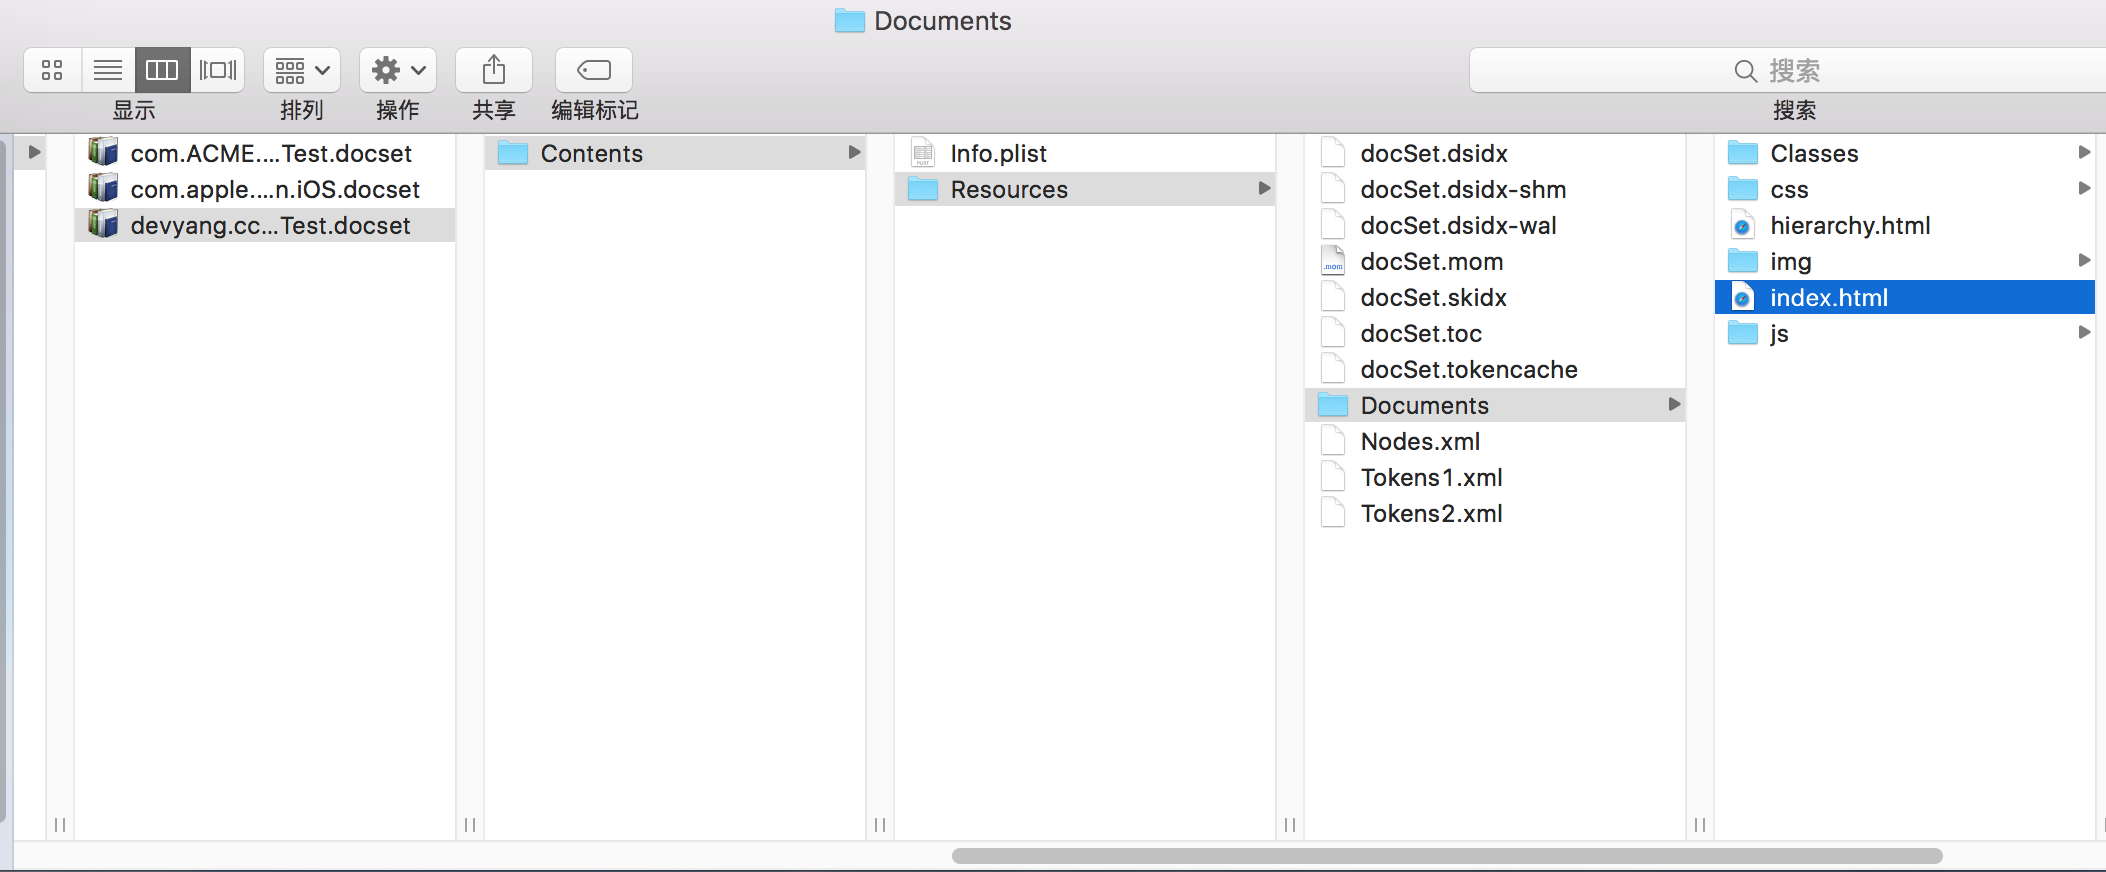 Documents
搜索
显示
排列
操作
共享
编辑标记
搜索
com.ACME....Test.docset
com.apple....n.iOS.docset
devyang.cc...Test.docset
Contents
Info.plist
Resources
docSet.dsidx
docSet.dsidx-shm
docSet.dsidx-wal
docSet.mom
docSet.skidx
docSet.toc
docSet.tokencache
Documents
Nodes.xml
Tokens1.xml
Tokens2.xml
Classes
css
hierarchy.html
img
index.html
js